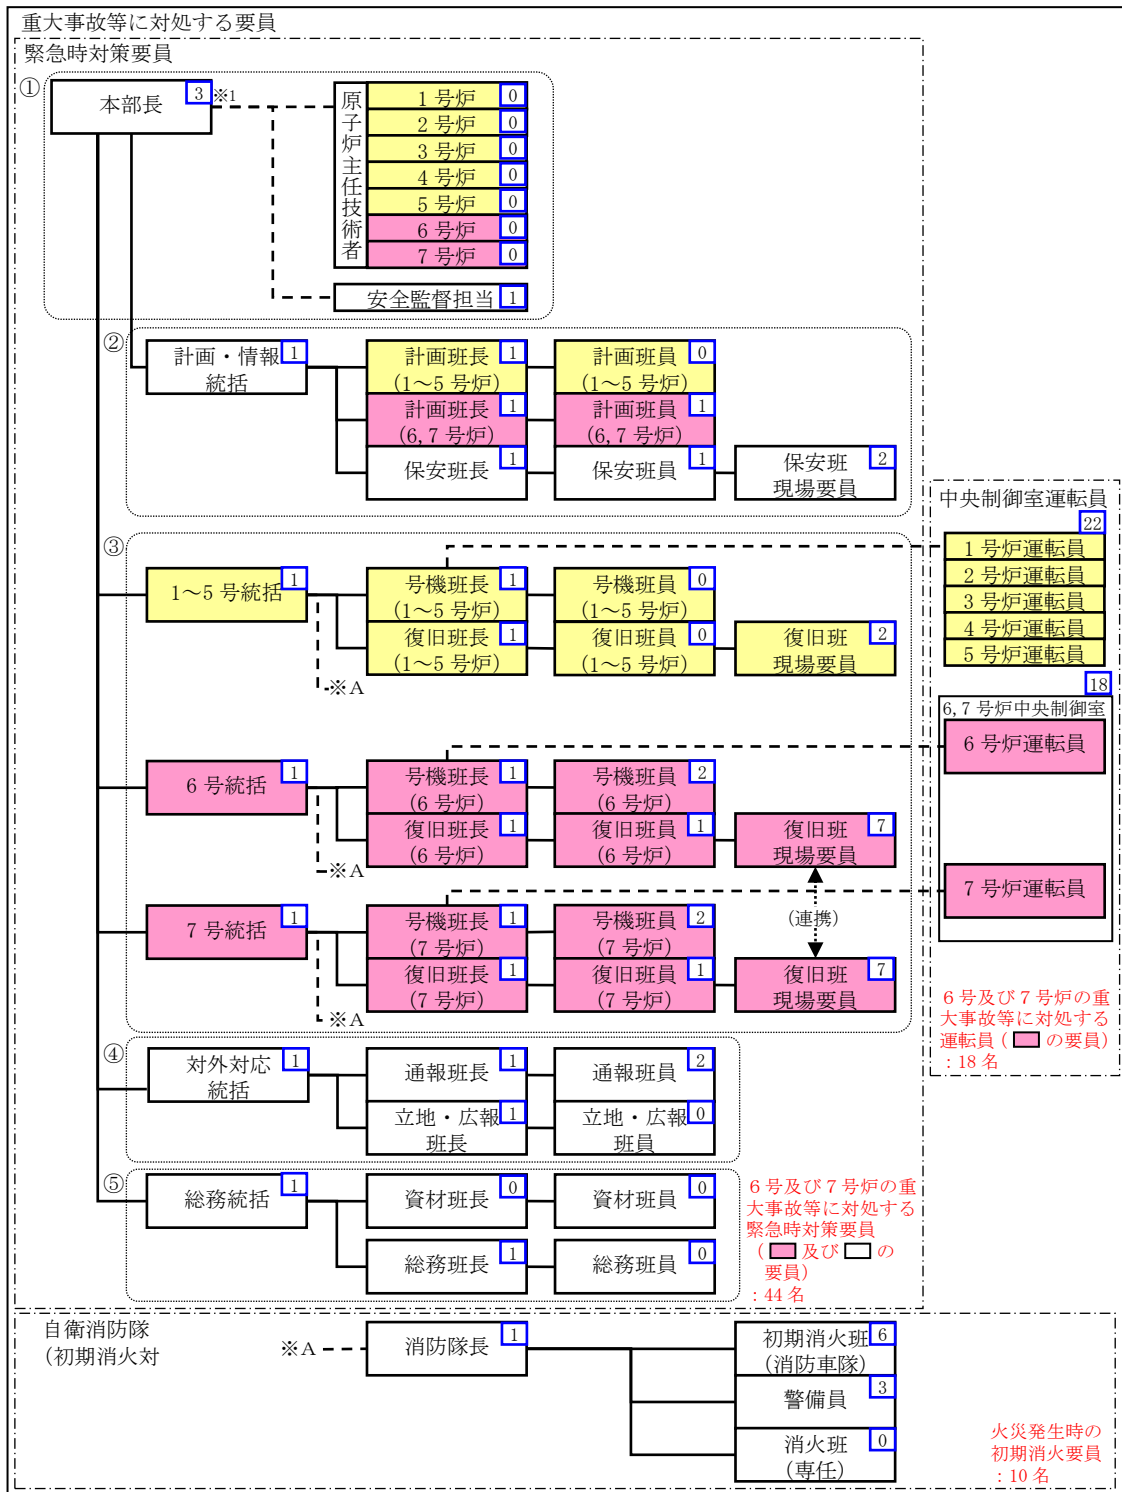 重大事故等に対処する要員
緊急時対策要員
①
本部長
3
※1
原子炉主任技術者
1号炉
0
2号炉
0
3号炉
0
4号炉
0
5号炉
0
6号炉
0
7号炉
0
安全監督担当
1
②
計画・情報
統括
1
計画班長
(1～5号炉)
1
計画班員
(1～5号炉)
0
計画班長
(6,7号炉)
1
計画班員
(6,7号炉)
1
保安班長
1
保安班員
1
保安班
現場要員
2
中央制御室運転員
22
1号炉運転員
2号炉運転員
3号炉運転員
4号炉運転員
5号炉運転員
③
1～5号統括
1
号機班長
(1～5号炉)
1
号機班員
(1～5号炉)
0
復旧班長
(1～5号炉)
1
復旧班員
(1～5号炉)
0
復旧班
現場要員
2
※A
18
6,7号炉中央制御室
6号炉運転員
7号炉運転員
6号統括
1
号機班長
(6号炉)
1
号機班員
(6号炉)
2
復旧班長
(6号炉)
1
復旧班員
(6号炉)
1
復旧班
現場要員
7
※A
(連携)
7号統括
1
号機班長
(7号炉)
1
号機班員
(7号炉)
2
復旧班長
(7号炉)
1
復旧班員
(7号炉)
1
復旧班
現場要員
7
※A
6号及び7号炉の重
大事故等に対処する
運転員(の要員)
:18名
④
対外対応
統括
1
通報班長
1
通報班員
2
立地・広報
班長
1
立地・広報
班員
0
⑤
総務統括
1
資材班長
0
資材班員
0
総務班長
1
総務班員
0
6号及び7号炉の重
大事故等に対処する
緊急時対策要員
(及びの
要員)
:44名
自衛消防隊
(初期消火対
※A
消防隊長
1
初期消火班
(消防車隊)
6
警備員
3
消火班
(専任)
0
火災発生時の
初期消火要員
:10名